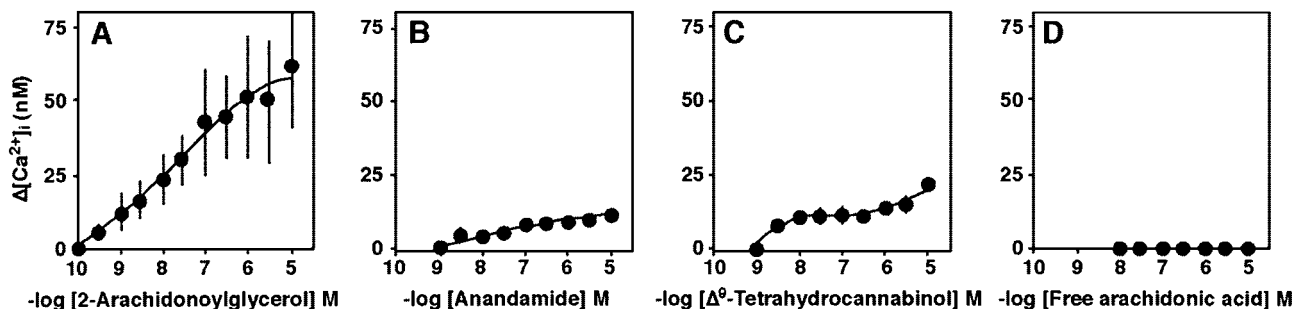 A
B
C
D
75
50
25
0
75
50
25
0
75
50
25
0
75
50
25
0
Δ[Ca²⁺]ᵢ (nM)
10 9 8 7 6 5
10 9 8 7 6 5
10 9 8 7 6 5
10 9 8 7 6 5
-log [2-Arachidonoylglycerol] M
-log [Anandamide] M
-log [Δ⁹-Tetrahydrocannabinol] M
-log [Free arachidonic acid] M